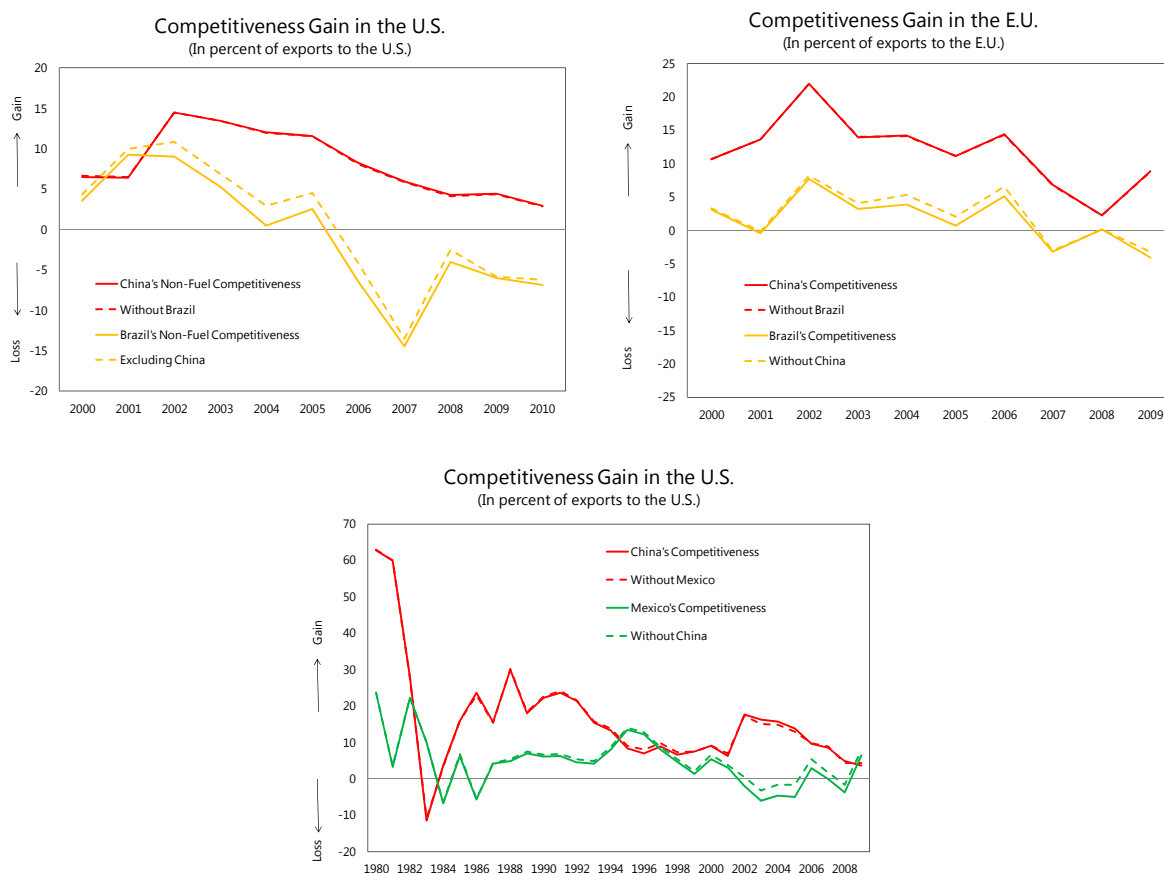 Competitiveness Gain in the U.S.
(In percent of exports to the U.S.)
20
15
10
5
0
-5
-10
-15
-20
Gain
Loss
China's Non-Fuel Competitiveness
Without Brazil
Brazil's Non-Fuel Competitiveness
Excluding China
2000 2001 2002 2003 2004 2005 2006 2007 2008 2009 2010
Competitiveness Gain in the E.U.
(In percent of exports to the E.U.)
25
20
15
10
5
0
-5
-10
-15
-20
-25
Gain
Loss
China's Competitiveness
Without Brazil
Brazil's Competitiveness
Without China
2000 2001 2002 2003 2004 2005 2006 2007 2008 2009
Competitiveness Gain in the U.S.
(In percent of exports to the U.S.)
70
60
50
40
30
20
10
0
-10
-20
Gain
Loss
China's Competitiveness
Without Mexico
Mexico's Competitiveness
Without China
1980 1982 1984 1986 1988 1990 1992 1994 1996 1998 2000 2002 2004 2006 2008